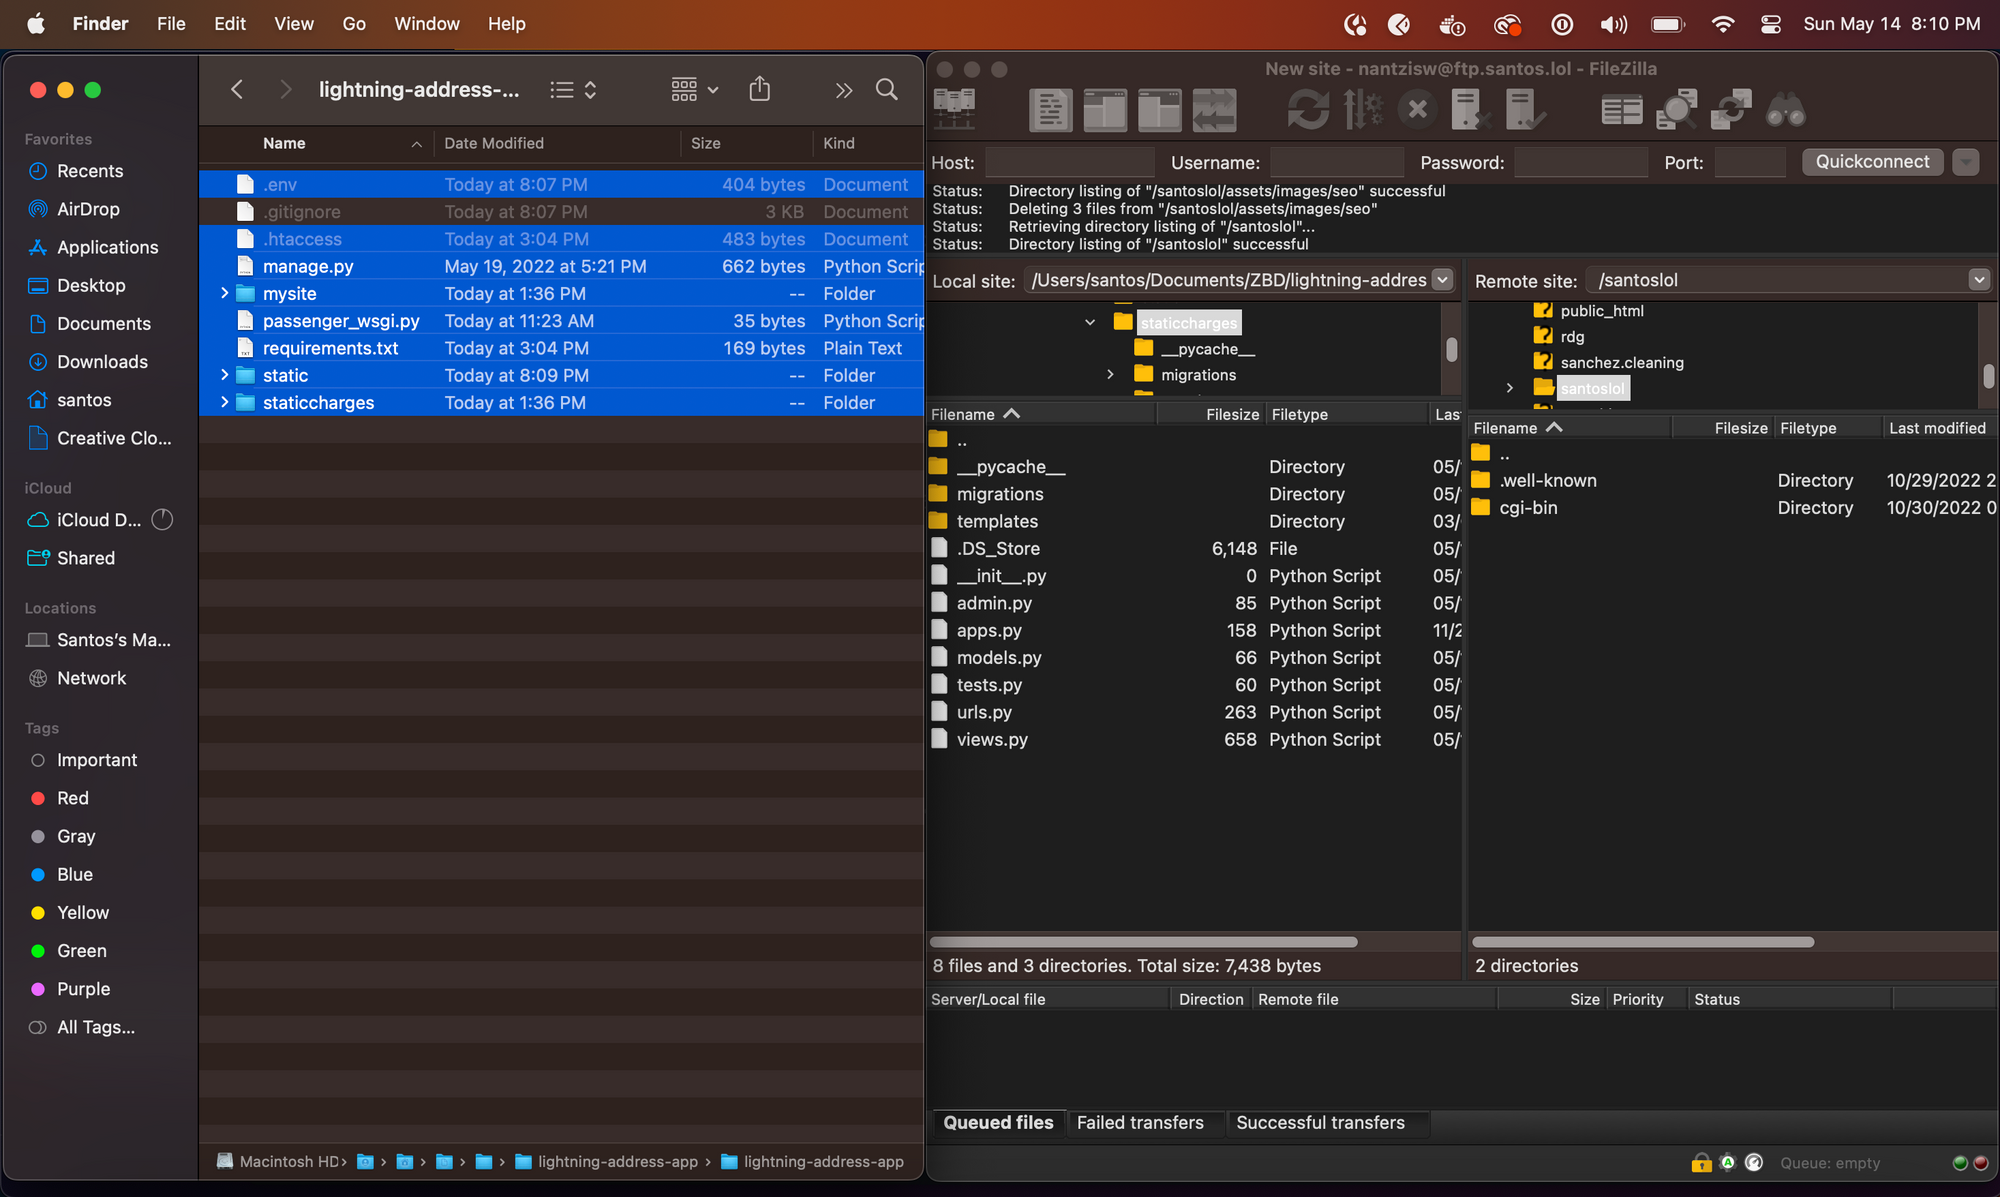 Finder File Edit View Go Window Help Sun May 14 8:10 PM
lightning-address-...
Favorites
Recents
AirDrop
Applications
Desktop
Documents
Downloads
santos
Creative Clo...
iCloud
iCloud D...
Shared
Locations
Santos's Ma...
Network
Tags
Important
Red
Gray
Blue
Yellow
Green
Purple
All Tags...
Name Date Modified Size Kind
.env Today at 8:07 PM 404 bytes Document
.gitignore Today at 8:07 PM 3 KB Document
.htaccess Today at 3:04 PM 483 bytes Document
manage.py May 19, 2022 at 5:21 PM 662 bytes Python Scrip
mysite Today at 1:36 PM -- Folder
passenger_wsgi.py Today at 11:23 AM 35 bytes Python Scrip
requirements.txt Today at 3:04 PM 169 bytes Plain Text
static Today at 8:09 PM -- Folder
staticcharges Today at 1:36 PM -- Folder
Macintosh HD › › › › › lightning-address-app › lightning-address-app
New site - nantzisw@ftp.santos.lol - FileZilla
Host: Username: Password: Port: Quickconnect
Status: Directory listing of "/santoslol/assets/images/seo" successful
Status: Deleting 3 files from "/santoslol/assets/images/seo"
Status: Retrieving directory listing of "/santoslol"...
Status: Directory listing of "/santoslol" successful
Local site: /Users/santos/Documents/ZBD/lightning-addres
staticcharges
__pycache__
migrations
Filename Filesize Filetype Las
..
__pycache__ Directory 05/
migrations Directory 05/
templates Directory 03/
.DS_Store 6,148 File 05/
__init__.py 0 Python Script 05/
admin.py 85 Python Script 05/
apps.py 158 Python Script 11/2
models.py 66 Python Script 05/
tests.py 60 Python Script 05/
urls.py 263 Python Script 05/
views.py 658 Python Script 05/
8 files and 3 directories. Total size: 7,438 bytes
Remote site: /santoslol
public_html
rdg
sanchez.cleaning
santoslol
Filename Filesize Filetype Last modified
..
.well-known Directory 10/29/2022 2
cgi-bin Directory 10/30/2022 0
2 directories
Server/Local file Direction Remote file Size Priority Status
Queued files Failed transfers Successful transfers
Queue: empty